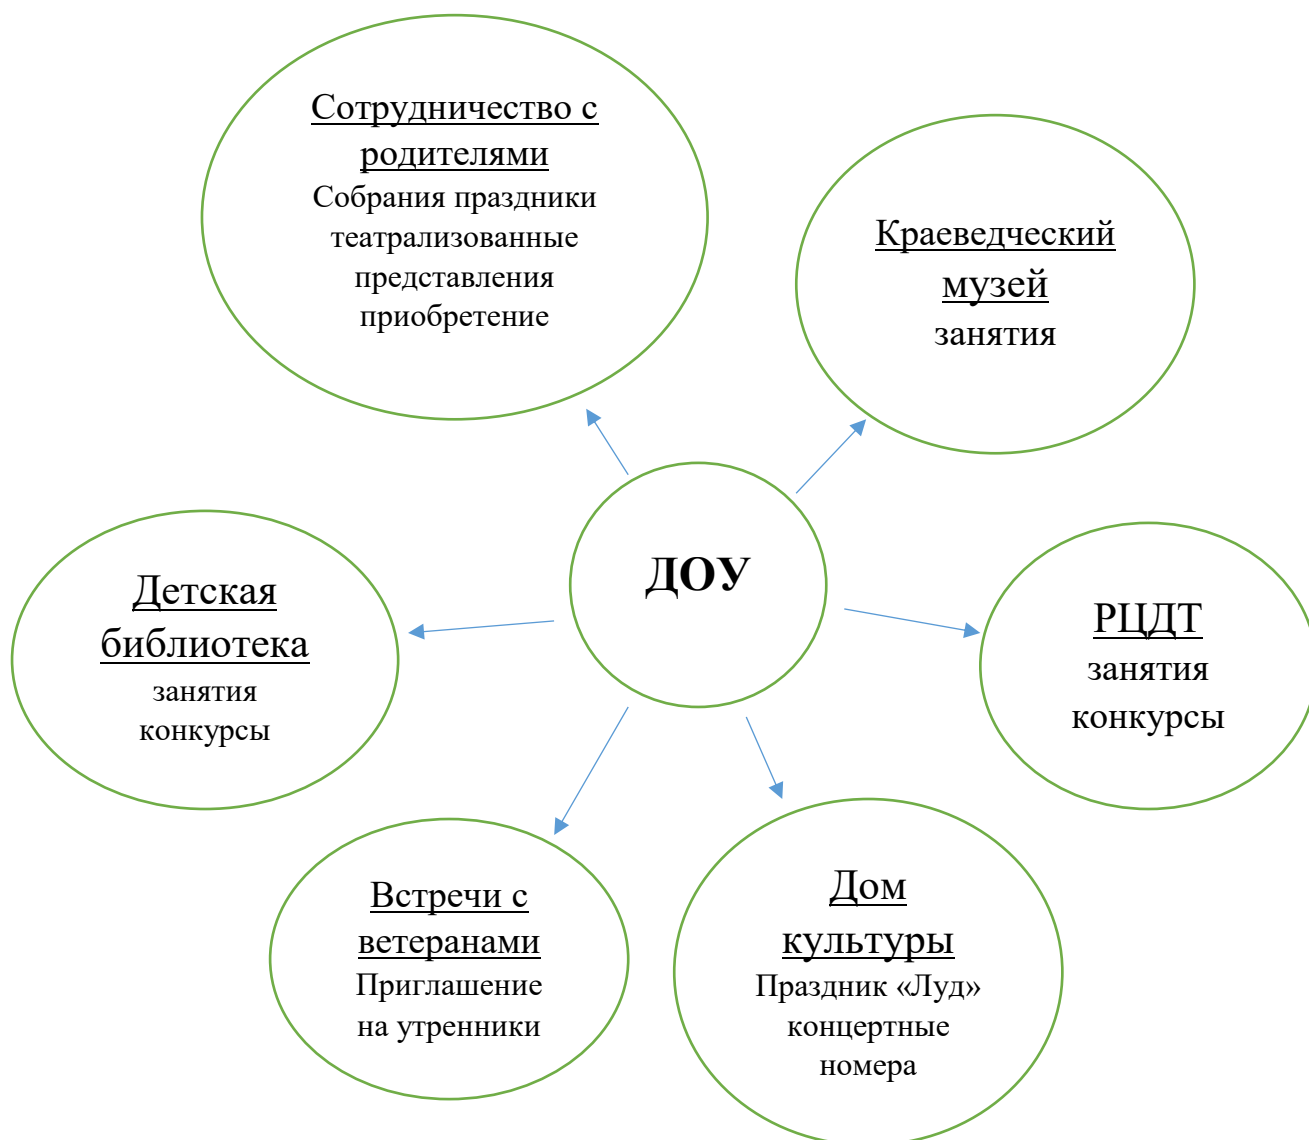 Сотрудничество с
родителями
Собрания праздники
театрализованные
представления
приобретение
Краеведческий
музей
занятия
ДОУ
Детская
библиотека
занятия
конкурсы
РЦДТ
занятия
конкурсы
Встречи с
ветеранами
Приглашение
на утренники
Дом
культуры
Праздник «Луд»
концертные
номера